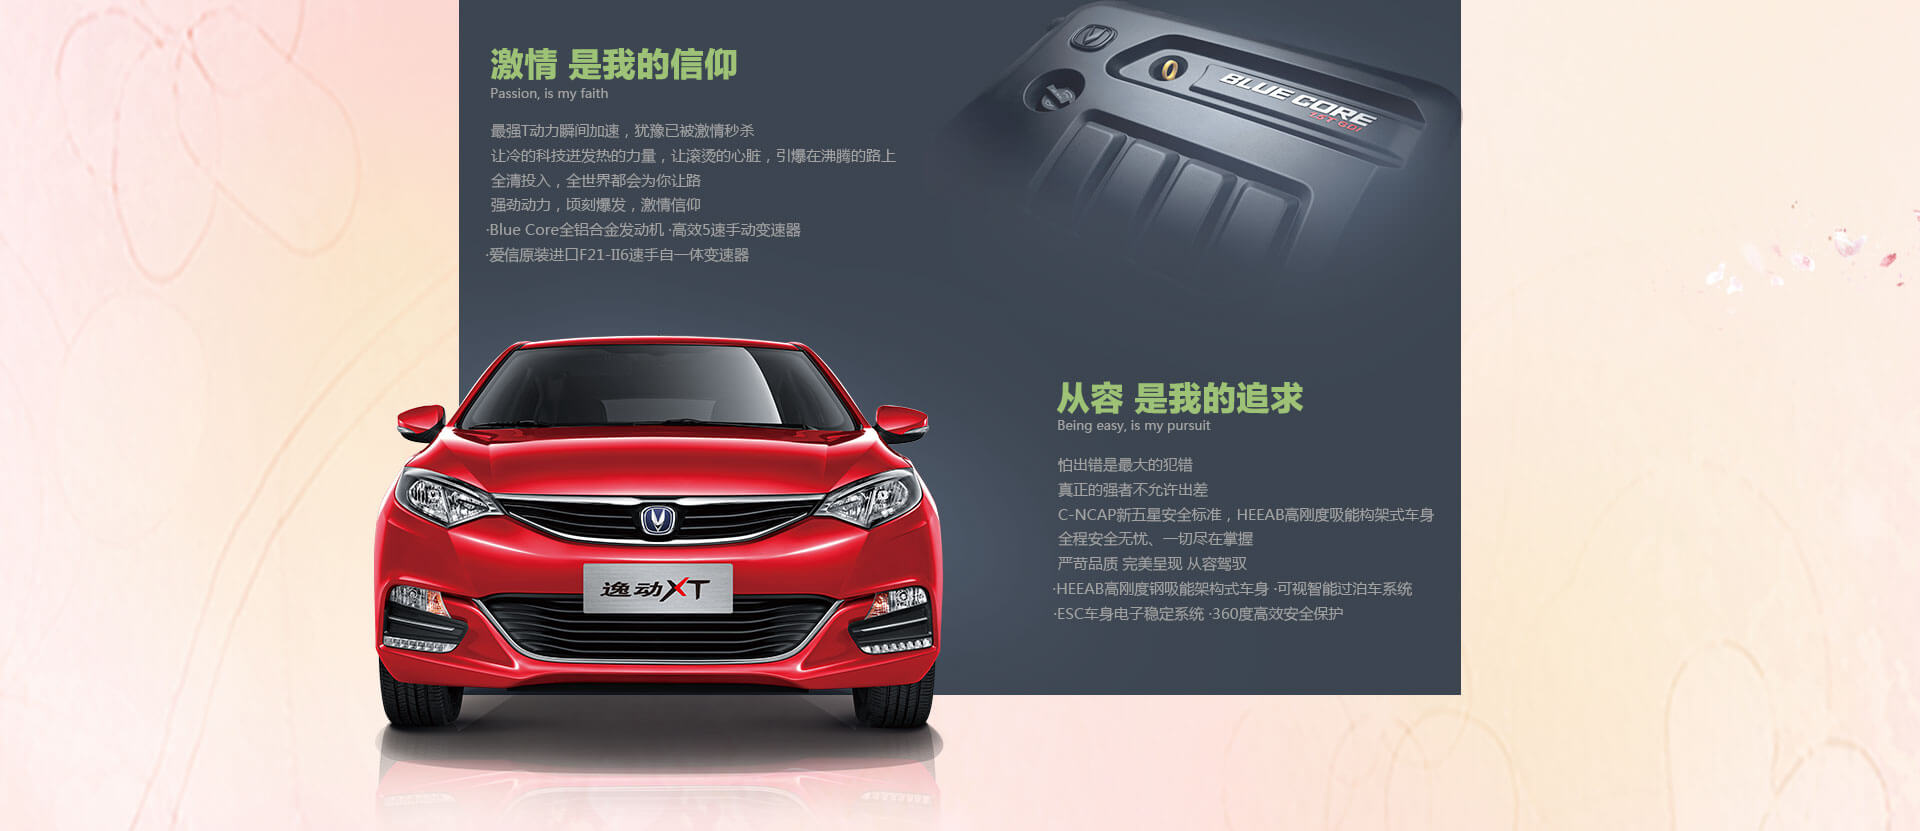 激情 是我的信仰
Passion, is my faith
最强T动力瞬间加速，犹豫已被激情秒杀
让冷的科技迸发热的力量，让滚烫的心脏，引爆在沸腾的路上
全清投入，全世界都会为你让路
强劲动力，顷刻爆发，激情信仰
·Blue Core全铝合金发动机 ·高效5速手动变速器
·爱信原装进口F21-II6速手自一体变速器
BLUE CORE
1.5T GDI
从容 是我的追求
Being easy, is my pursuit
怕出错是最大的犯错
真正的强者不允许出差
C-NCAP新五星安全标准，HEEAB高刚度吸能构架式车身
全程安全无忧、一切尽在掌握
严苛品质 完美呈现 从容驾驭
·HEEAB高刚度钢吸能架构式车身 ·可视智能过泊车系统
·ESC车身电子稳定系统 ·360度高效安全保护
逸动XT